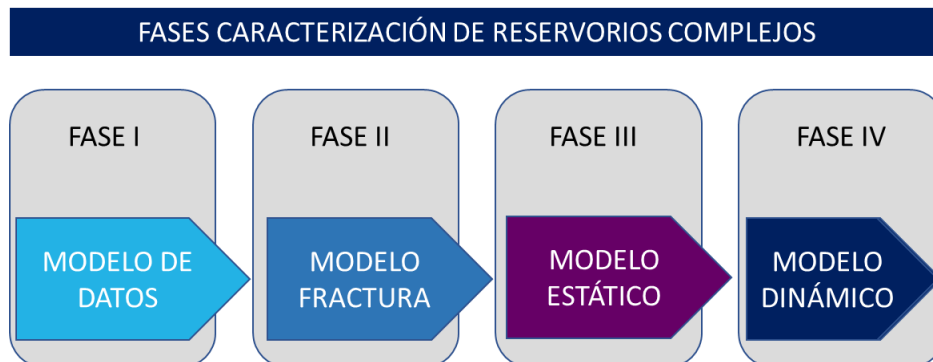 FASES CARACTERIZACIÓN DE RESERVORIOS COMPLEJOS
FASE I
FASE II
FASE III
FASE IV
MODELO DE
DATOS
MODELO
FRACTURA
MODELO
ESTÁTICO
MODELO
DINÁMICO